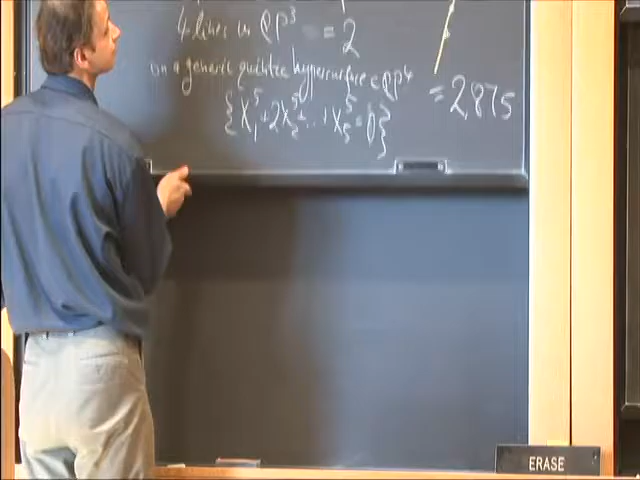 4 lines in ℂP³ = 2
on a generic quintic hypersurface ⊂ ℂP⁴
{X₁⁵ + 2X₂⁵ + ... X₅⁵ = 0} = 2875
ERASE